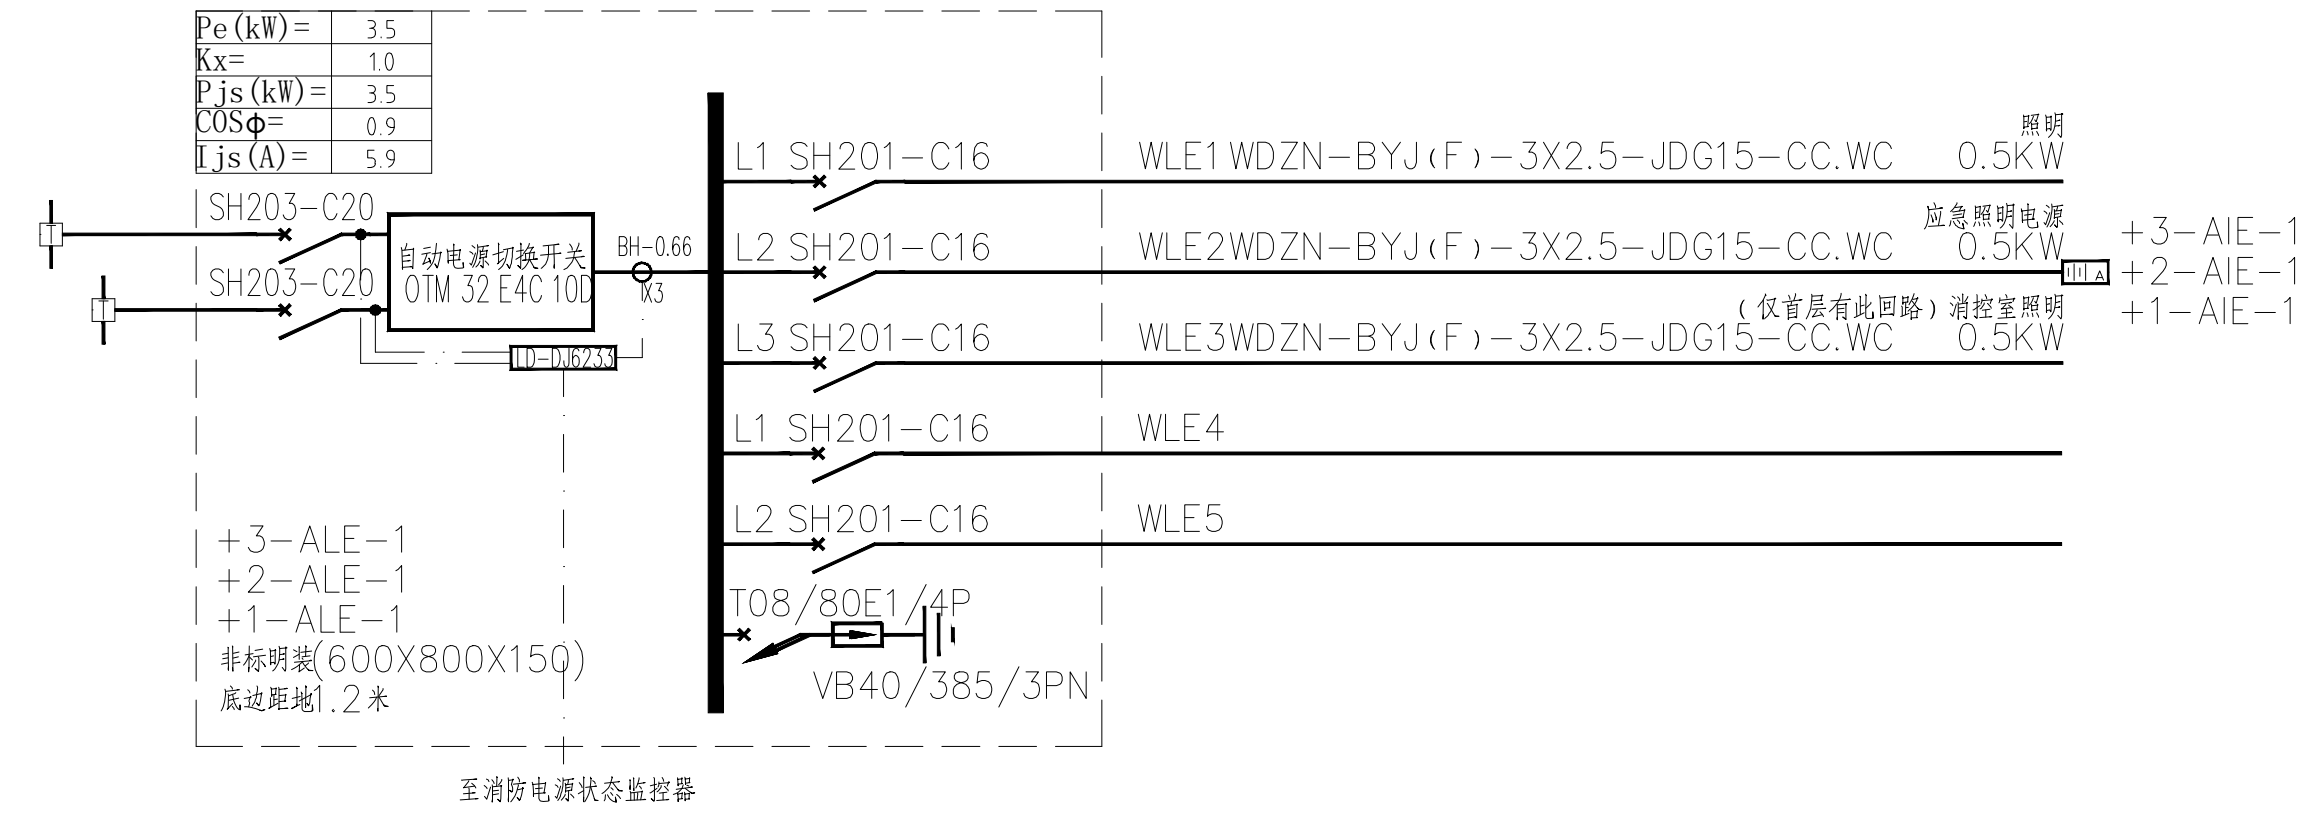 Pe(kW)= 3.5
Kx= 1.0
Pjs(kW)= 3.5
COSφ= 0.9
Ijs(A)= 5.9
SH203-C20
SH203-C20
自动电源切换开关
OTM 32 E4C 10D
BH-0.66
X3
LD-DJ6233
L1 SH201-C16 WLE1 WDZN-BYJ(F)-3X2.5-JDG15-CC.WC 照明
0.5KW
L2 SH201-C16 WLE2 WDZN-BYJ(F)-3X2.5-JDG15-CC.WC 应急照明电源
0.5KW
A
+3-AIE-1
+2-AIE-1
+1-AIE-1
L3 SH201-C16 WLE3 WDZN-BYJ(F)-3X2.5-JDG15-CC.WC (仅首层有此回路)消控室照明
0.5KW
L1 SH201-C16 WLE4
L2 SH201-C16 WLE5
T08/80E1/4P
VB40/385/3PN
+3-ALE-1
+2-ALE-1
+1-ALE-1
非标明装(600X800X150)
底边距地1.2米
至消防电源状态监控器